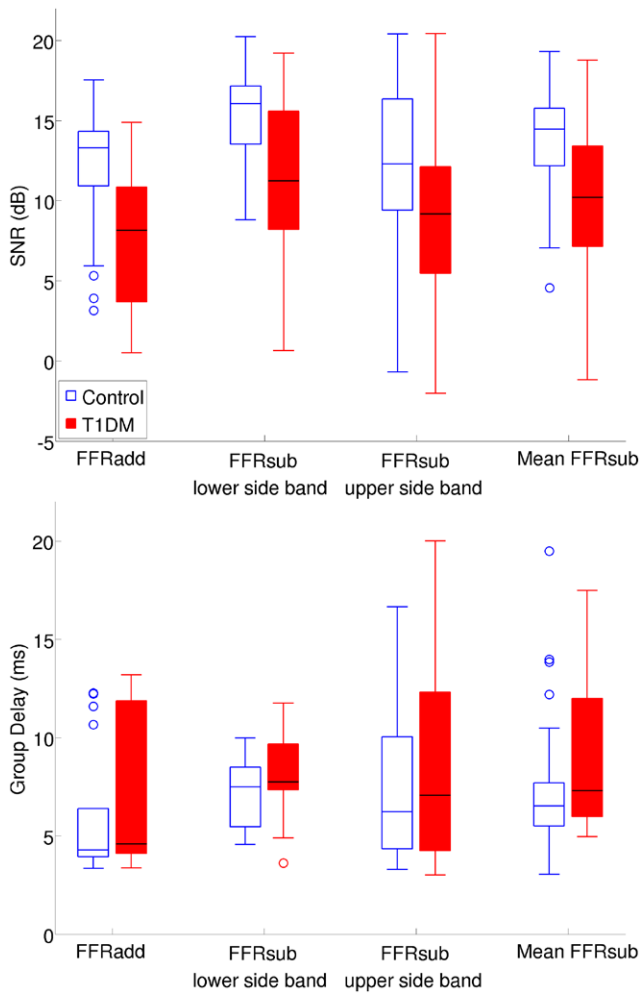 20
15
10
5
0
-5
SNR (dB)
Control
T1DM
FFRadd
FFRsub
lower side band
FFRsub
upper side band
Mean FFRsub
20
15
10
5
0
Group Delay (ms)
FFRadd
FFRsub
lower side band
FFRsub
upper side band
Mean FFRsub